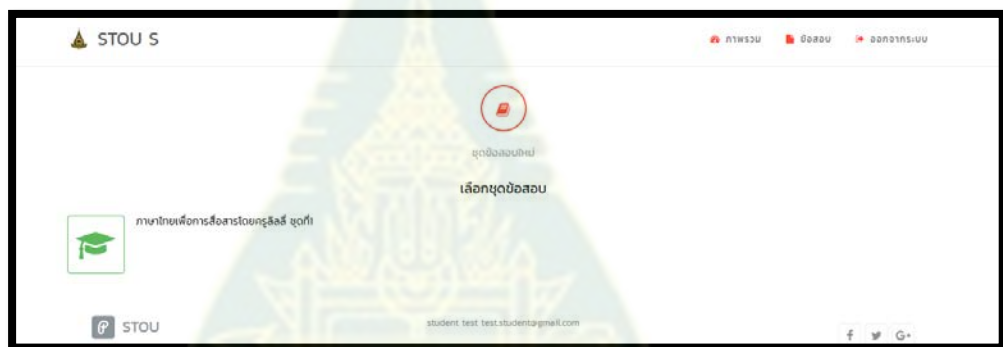 STOU S
ภาพรวม
ข้อสอบ
ออกจากระบบ
ชุดข้อสอบใหม่
เลือกชุดข้อสอบ
ภาษาไทยเพื่อการสื่อสารโดยครูลิลลี่ ชุดที่1
STOU
student test test.student@gmail.com